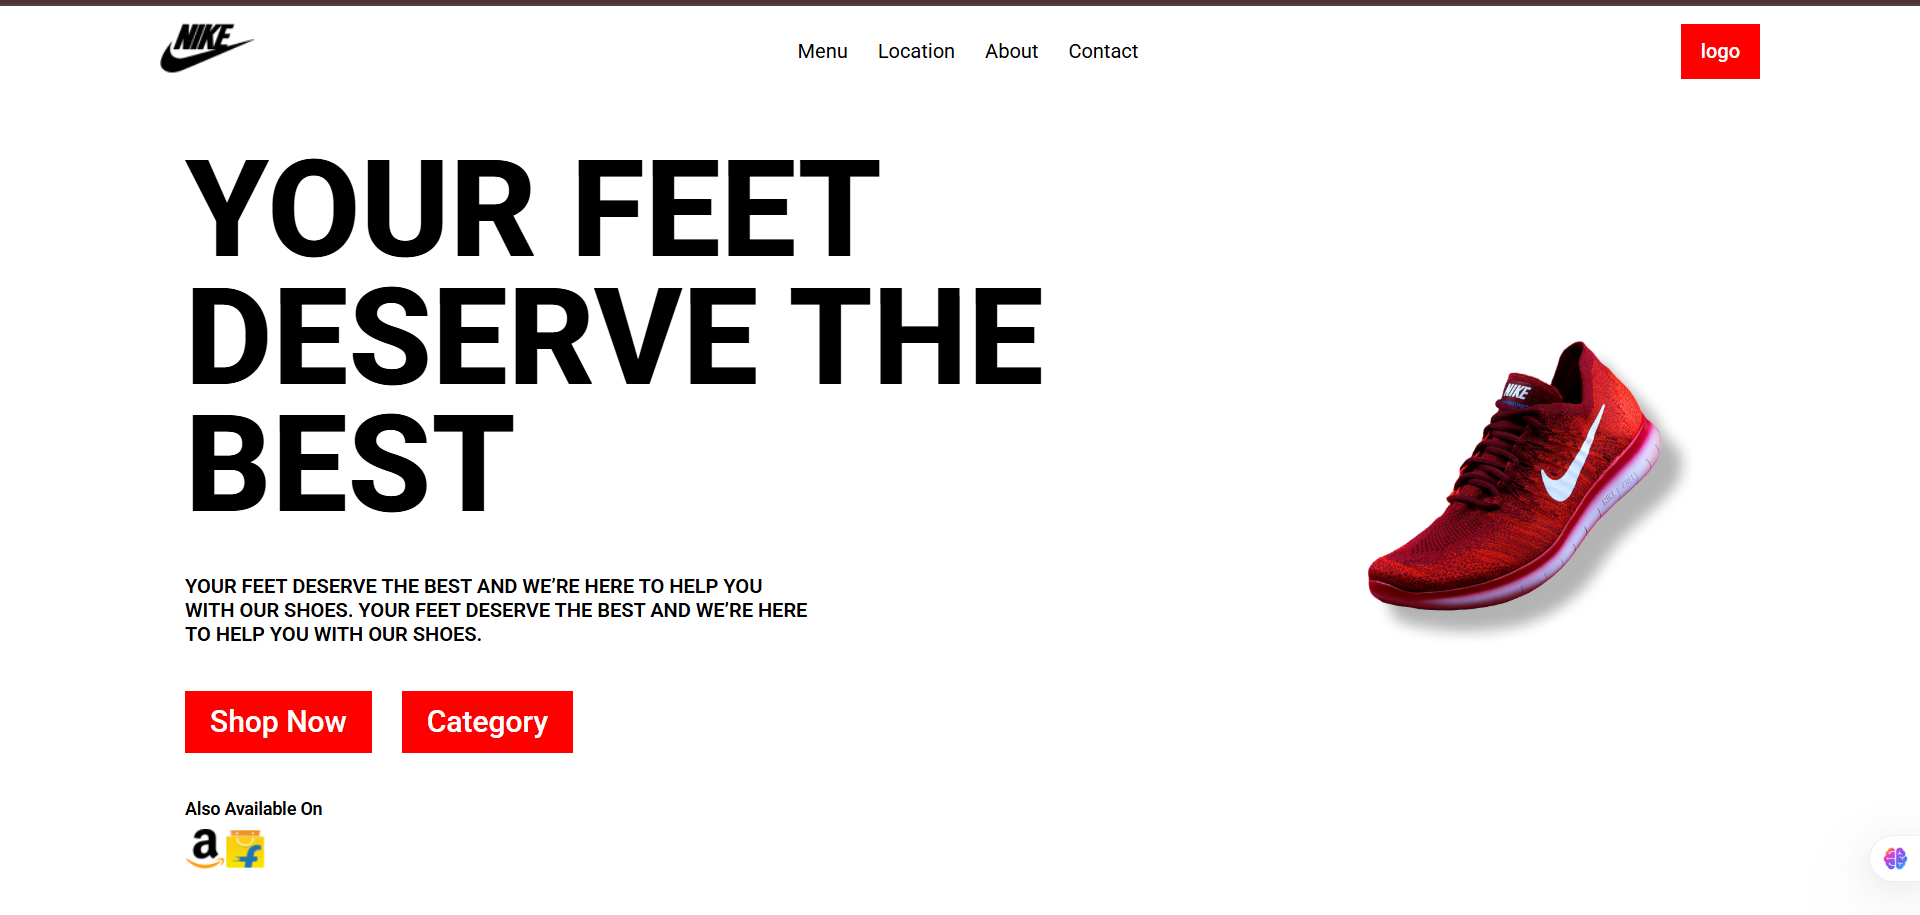 NIKE
Menu Location About Contact
logo
YOUR FEET
DESERVE THE
BEST
NIKE
YOUR FEET DESERVE THE BEST AND WE’RE HERE TO HELP YOU
WITH OUR SHOES. YOUR FEET DESERVE THE BEST AND WE’RE HERE
TO HELP YOU WITH OUR SHOES.
Shop Now
Category
Also Available On
a
f